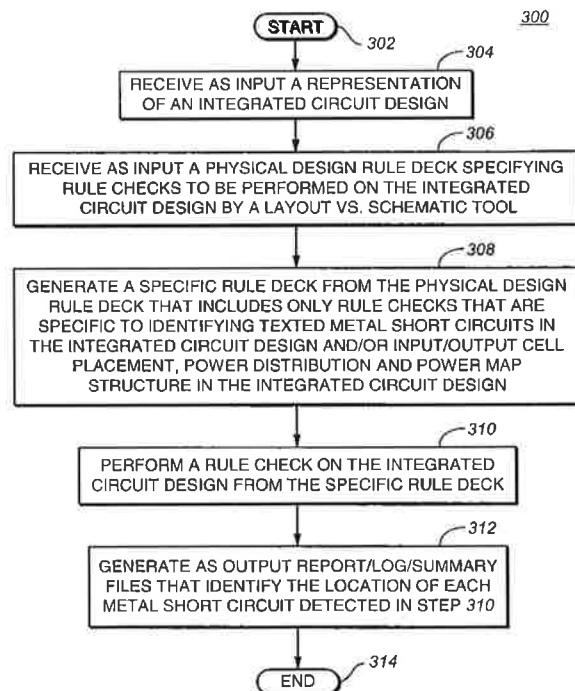 300
START
302
304
RECEIVE AS INPUT A REPRESENTATION
OF AN INTEGRATED CIRCUIT DESIGN
306
RECEIVE AS INPUT A PHYSICAL DESIGN RULE DECK SPECIFYING
RULE CHECKS TO BE PERFORMED ON THE INTEGRATED
CIRCUIT DESIGN BY A LAYOUT VS. SCHEMATIC TOOL
308
GENERATE A SPECIFIC RULE DECK FROM THE PHYSICAL DESIGN
RULE DECK THAT INCLUDES ONLY RULE CHECKS THAT ARE
SPECIFIC TO IDENTIFYING TEXTED METAL SHORT CIRCUITS IN
THE INTEGRATED CIRCUIT DESIGN AND/OR INPUT/OUTPUT CELL
PLACEMENT, POWER DISTRIBUTION AND POWER MAP
STRUCTURE IN THE INTEGRATED CIRCUIT DESIGN
310
PERFORM A RULE CHECK ON THE INTEGRATED
CIRCUIT DESIGN FROM THE SPECIFIC RULE DECK
312
GENERATE AS OUTPUT REPORT/LOG/SUMMARY
FILES THAT IDENTIFY THE LOCATION OF EACH
METAL SHORT CIRCUIT DETECTED IN STEP 310
END
314